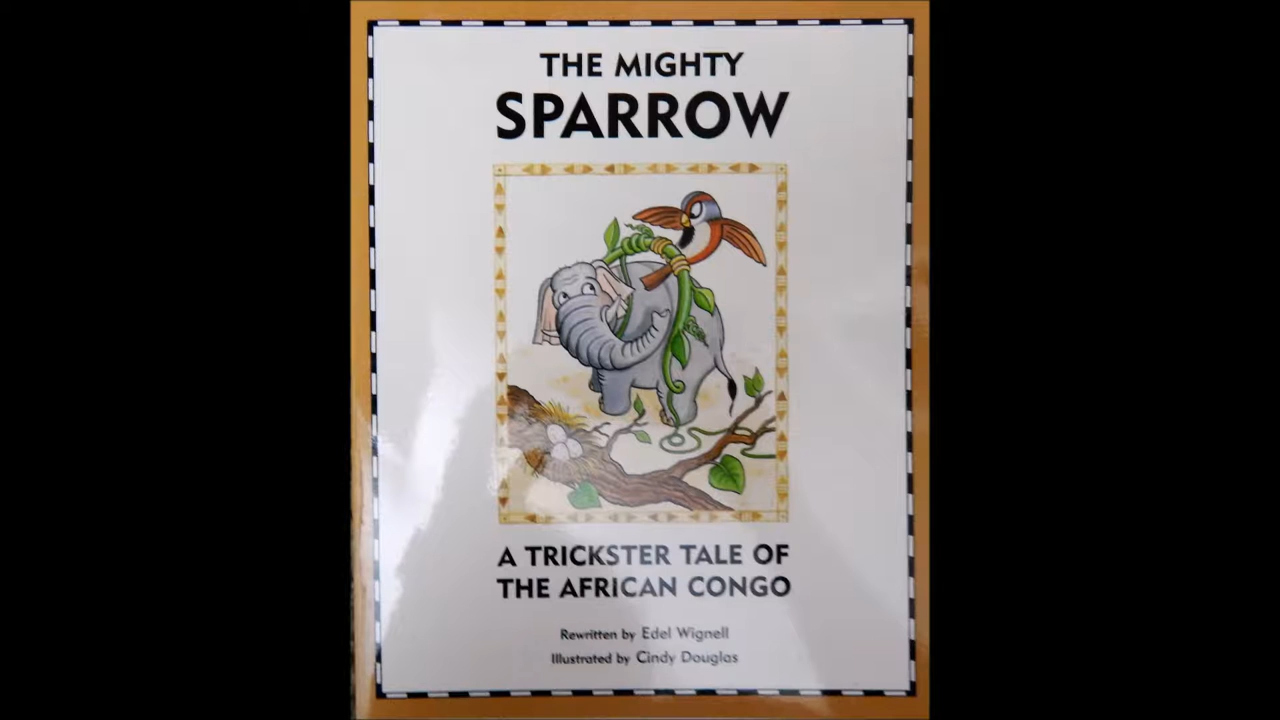 THE MIGHTY
SPARROW
A TRICKSTER TALE OF
THE AFRICAN CONGO
Rewritten by Edel Wignell
Illustrated by Cindy Douglas